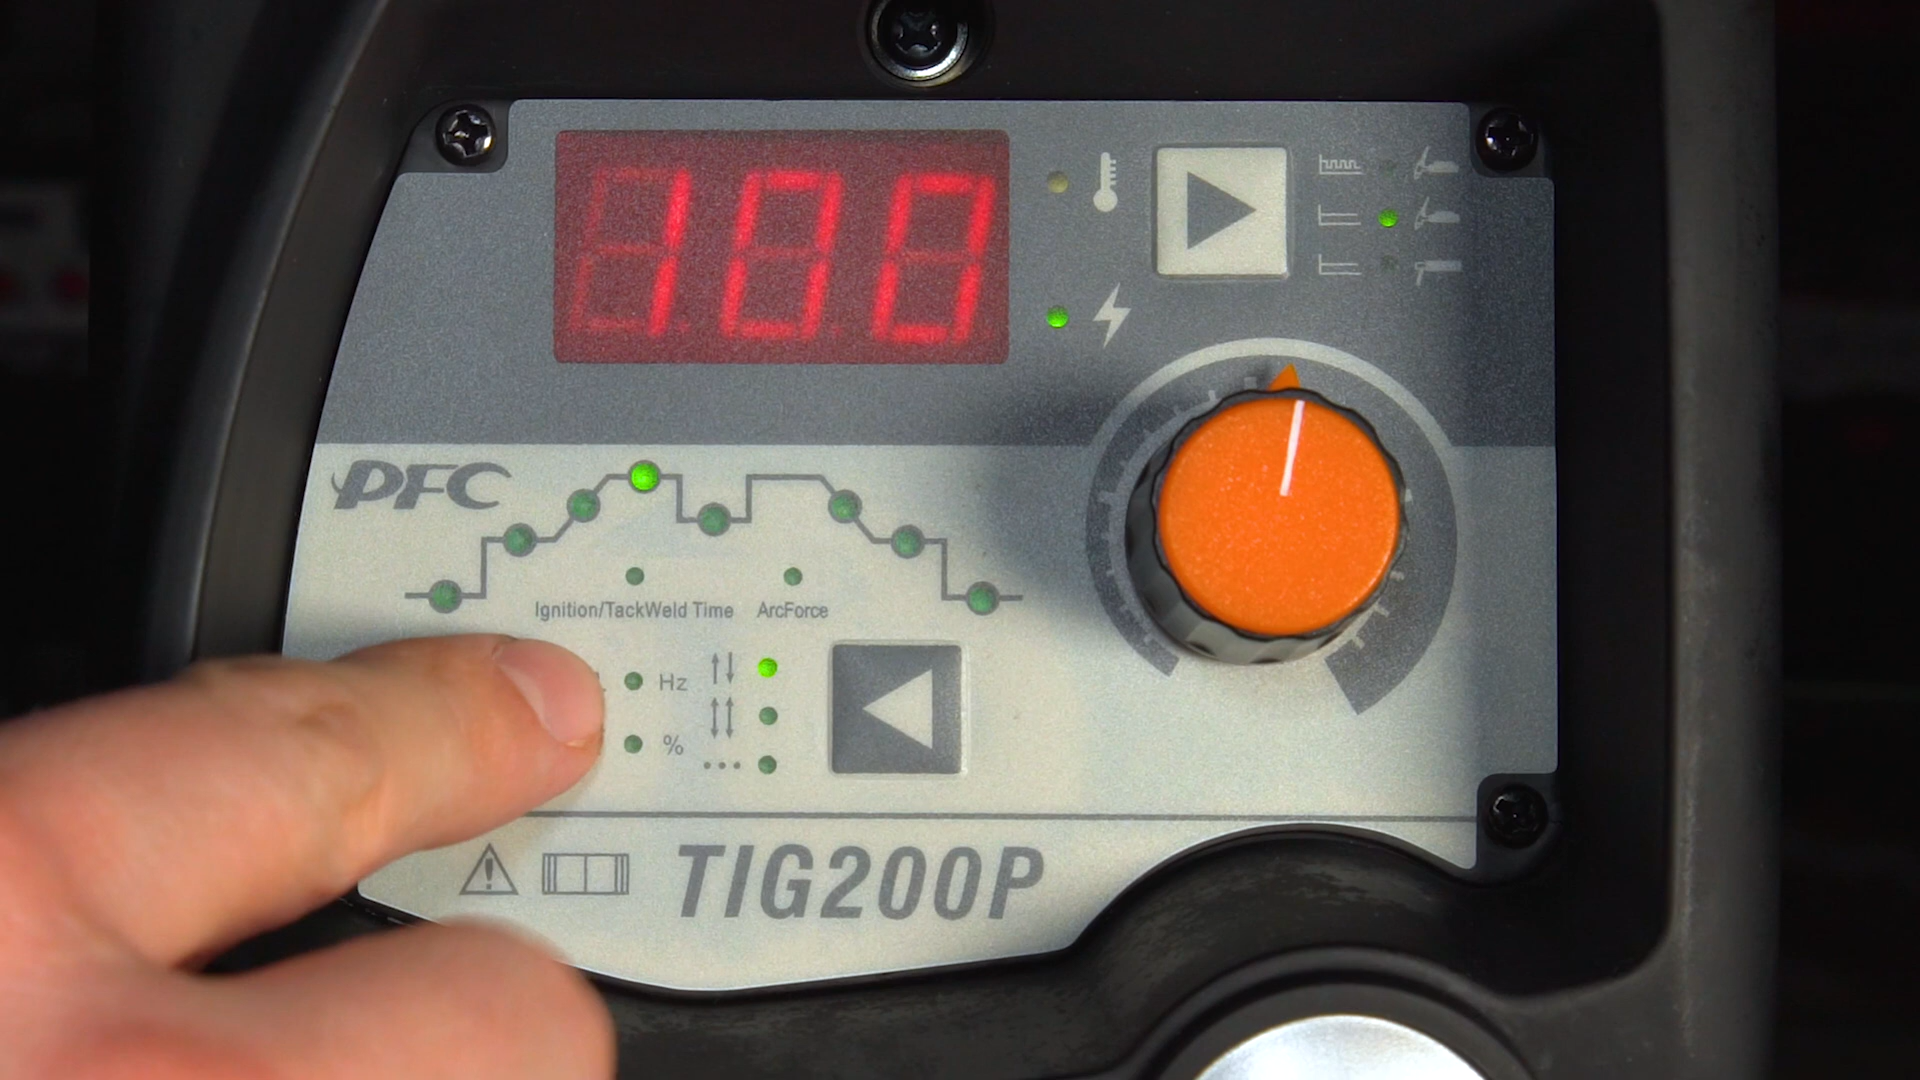 100
PFC
Ignition/TackWeld Time ArcForce
Hz
%
TIG200P